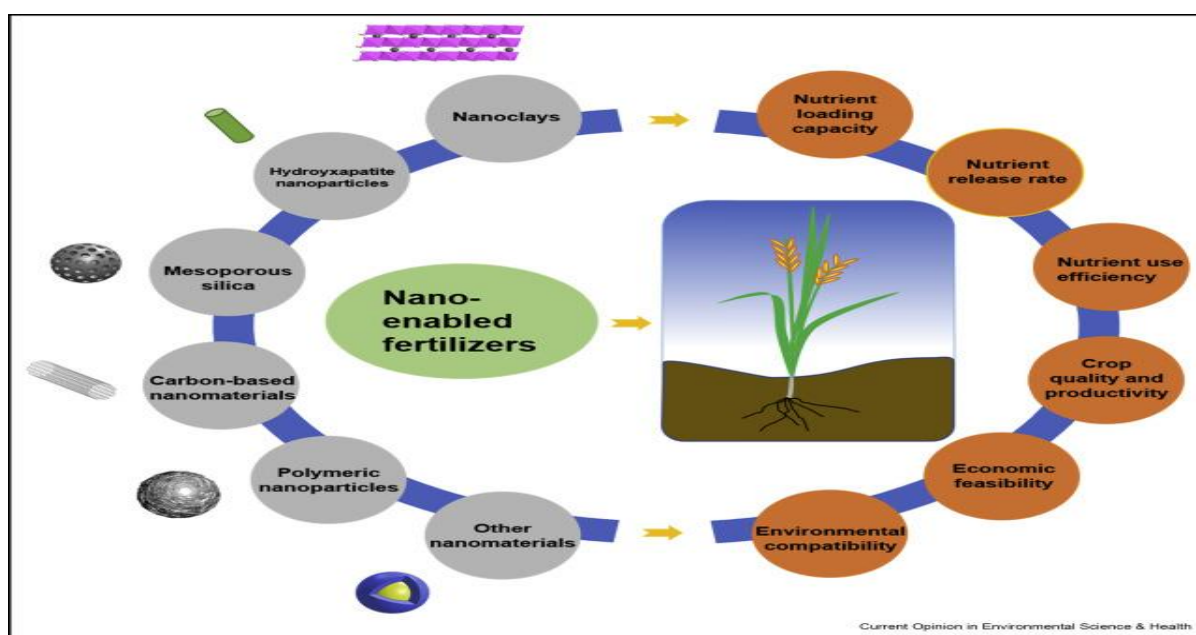 Nanoclays
Hydroyxapatite
nanoparticles
Mesoporous
silica
Carbon-based
nanomaterials
Polymeric
nanoparticles
Other
nanomaterials
Nano-
enabled
fertilizers
Nutrient
loading
capacity
Nutrient
release rate
Nutrient use
efficiency
Crop
quality and
productivity
Economic
feasibility
Environmental
compatibility
Current Opinion in Environmental Science & Health